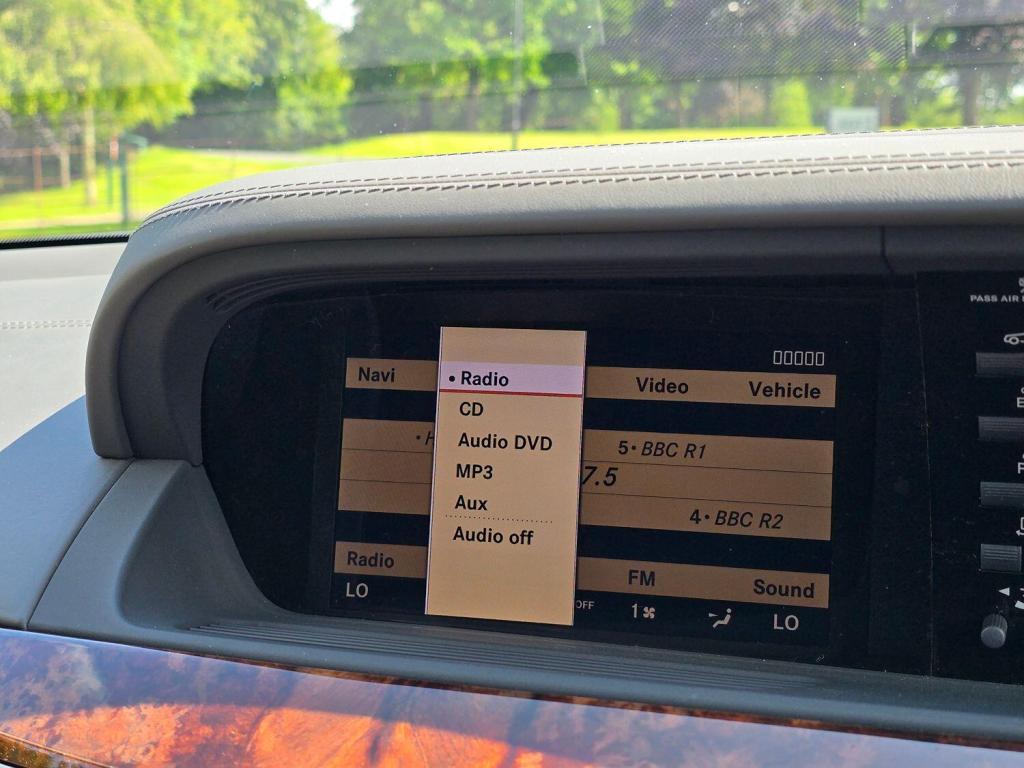 PASS AIR
Navi
Video
Vehicle
• Radio
CD
Audio DVD
MP3
Aux
Audio off
5• BBC R1
7.5
4• BBC R2
Radio
FM
Sound
LO
OFF
1
LO